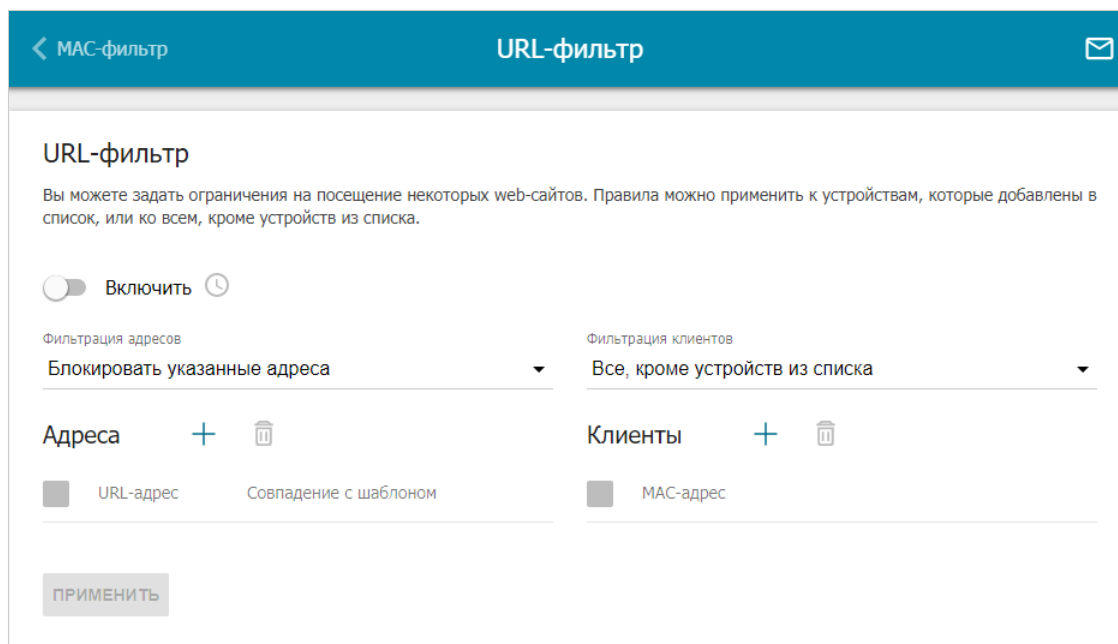 МАС-фильтр
URL-фильтр
URL-фильтр
Вы можете задать ограничения на посещение некоторых web-сайтов. Правила можно применить к устройствам, которые добавлены в
список, или ко всем, кроме устройств из списка.
Включить
Фильтрация адресов
Фильтрация клиентов
Блокировать указанные адреса
Все, кроме устройств из списка
Адреса
Клиенты
URL-адрес Совпадение с шаблоном
МАС-адрес
ПРИМЕНИТЬ